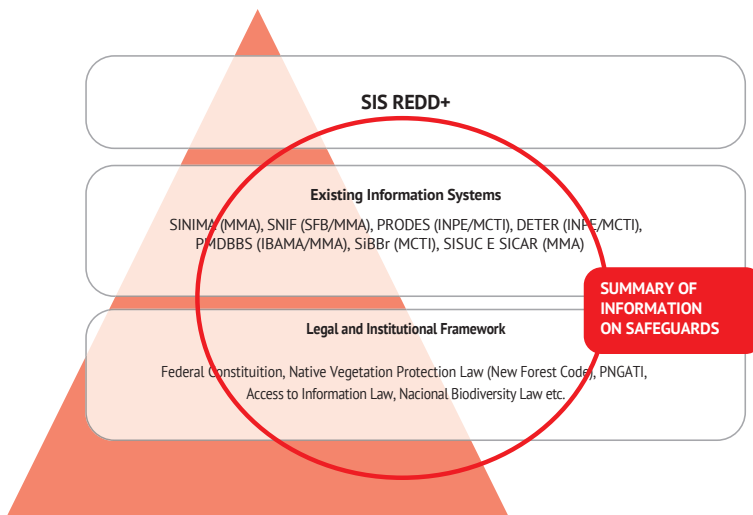 SIS REDD+
Existing Information Systems
SINIMA (MMA), SNIF (SFB/MMA), PRODES (INPE/MCTI), DETER (INPE/MCTI),
PMDBBS (IBAMA/MMA), SiBBr (MCTI), SISUC E SICAR (MMA)
SUMMARY OF
INFORMATION
ON SAFEGUARDS
Legal and Institutional Framework
Federal Constituition, Native Vegetation Protection Law (New Forest Code), PNGATI,
Access to Information Law, Nacional Biodiversity Law etc.